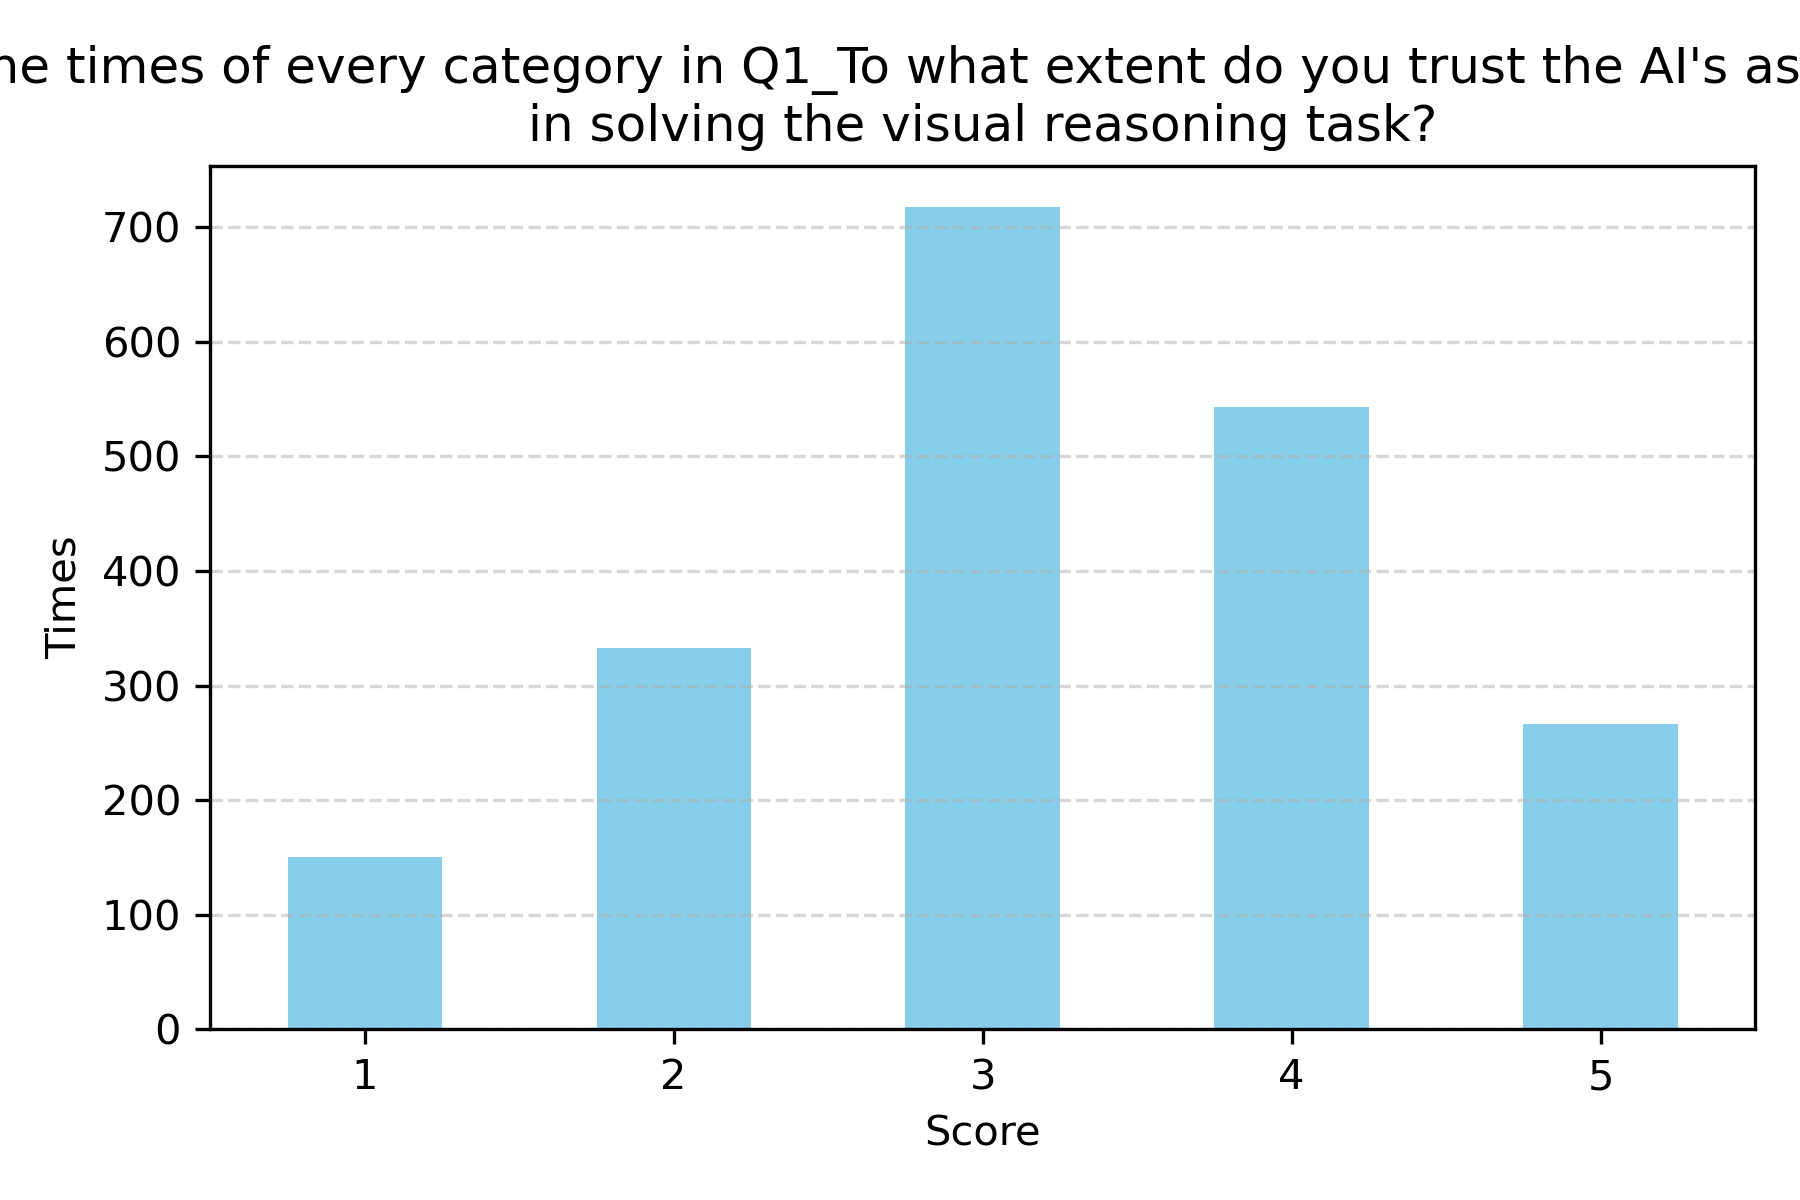 he times of every category in Q1_To what extent do you trust the AI's as
in solving the visual reasoning task?
700
600
500
400
300
200
100
0
Times
1 2 3 4 5
Score